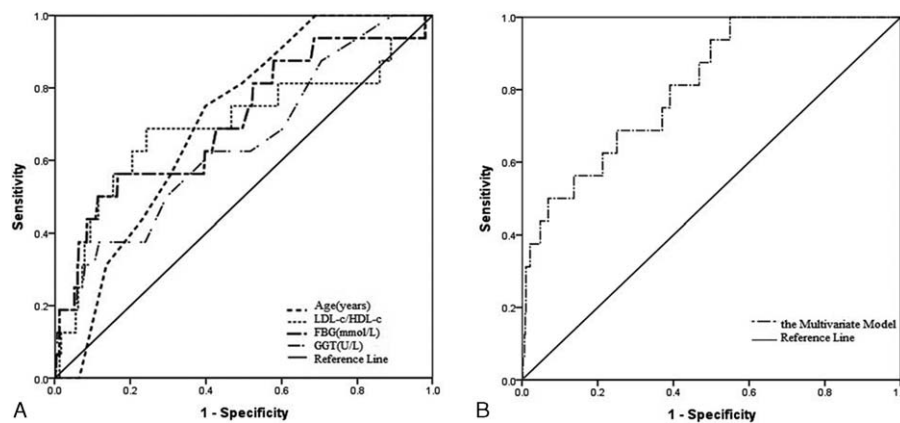 1.0
0.8
0.6
0.4
0.2
0.0
Sensitivity
Age(years)
LDL-c/HDL-c
FBG(mmol/L)
GGT(U/L)
Reference Line
0.0 0.2 0.4 0.6 0.8 1.0
1 - Specificity
A
B
1.0
0.8
0.6
0.4
0.2
0.0
Sensitivity
the Multivariate Model
Reference Line
0.0 0.2 0.4 0.6 0.8 1.0
1 - Specificity